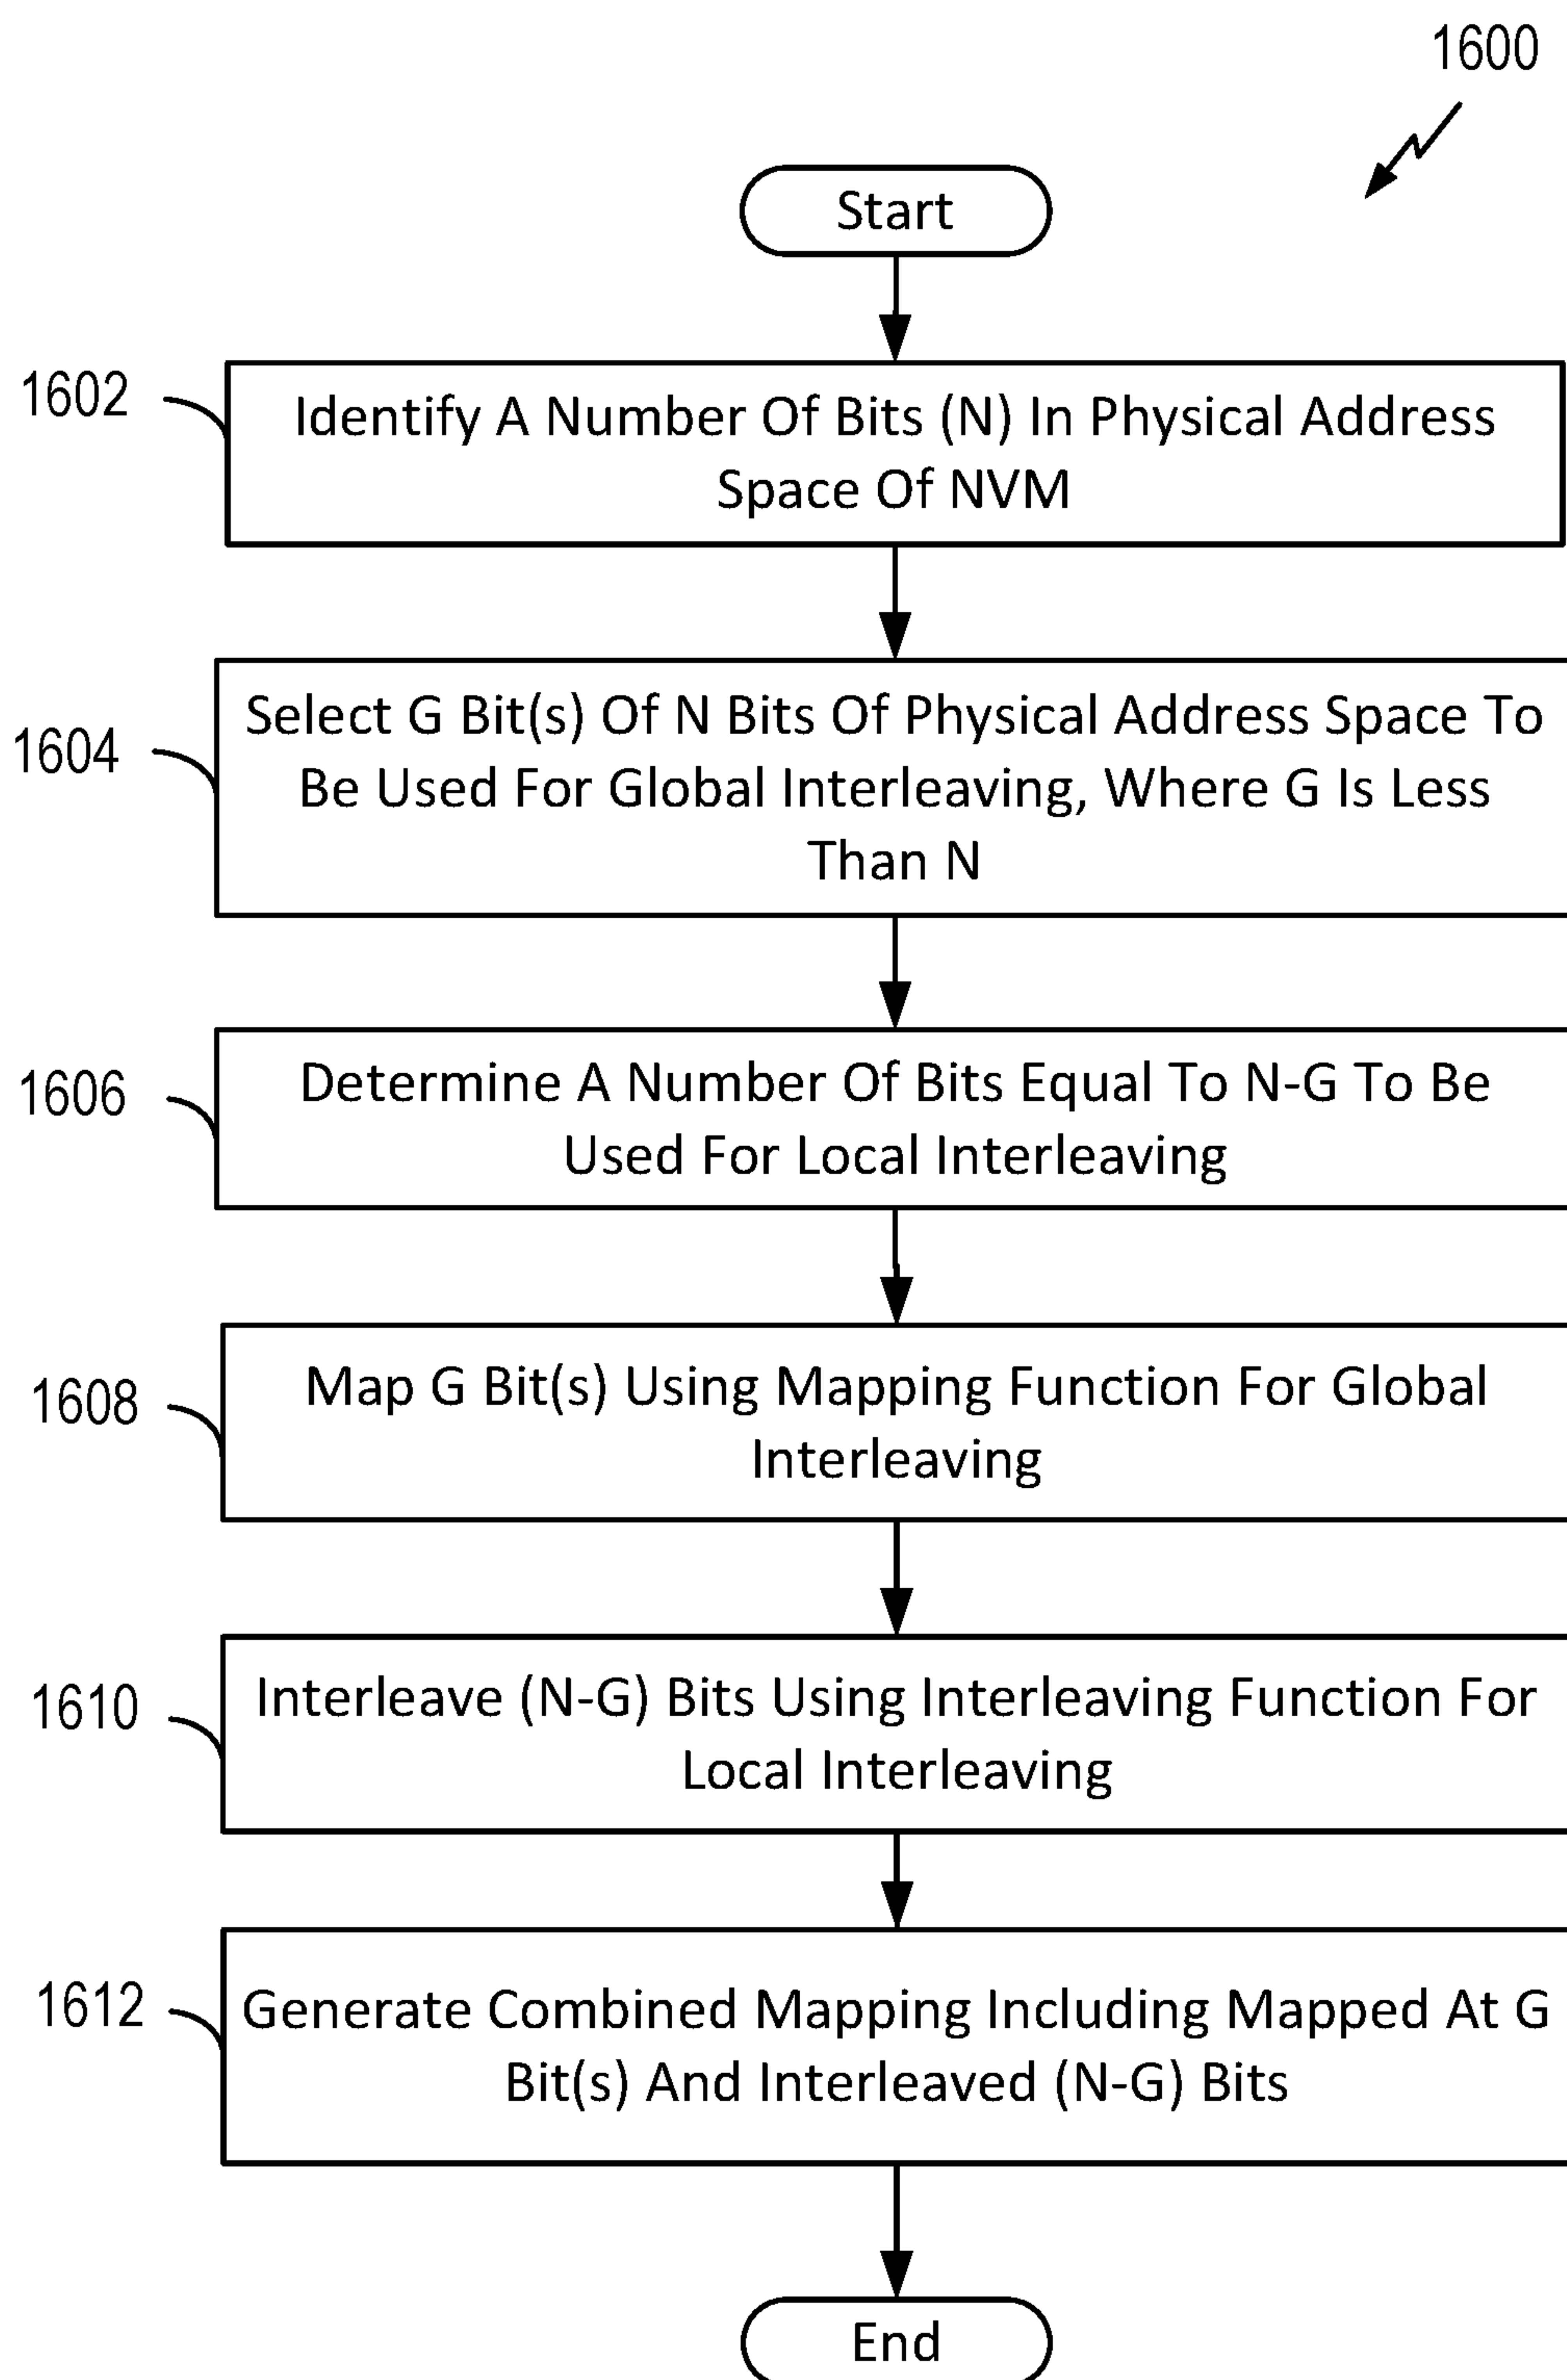 1600
Start
1602
Identify A Number Of Bits (N) In Physical Address
Space Of NVM
1604
Select G Bit(s) Of N Bits Of Physical Address Space To
Be Used For Global Interleaving, Where G Is Less
Than N
1606
Determine A Number Of Bits Equal To N-G To Be
Used For Local Interleaving
1608
Map G Bit(s) Using Mapping Function For Global
Interleaving
1610
Interleave (N-G) Bits Using Interleaving Function For
Local Interleaving
1612
Generate Combined Mapping Including Mapped At G
Bit(s) And Interleaved (N-G) Bits
End